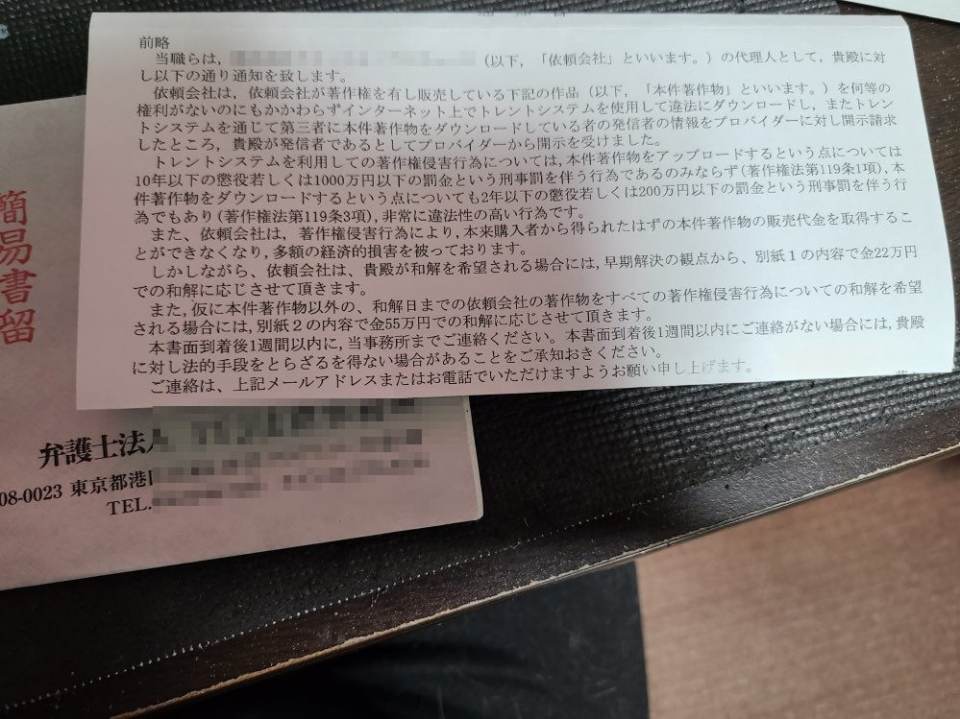 前略
当職らは, (以下, 「依頼会社」といいます。)の代理人として, 貴殿に対
し以下の通り通知を致します。
依頼会社は, 依頼会社が著作権を有し販売している下記の作品(以下, 「本件著作物」といいます。)を何等の
権利がないのにもかかわらずインターネット上でトレントシステムを使用して違法にダウンロードし, またトレン
トシステムを通じて第三者に本件著作物をダウンロードしている者の発信者の情報をプロバイダーに対し開示請求
したところ, 貴殿が発信者であるとしてプロバイダーから開示を受けました。
トレントシステムを利用しての著作権侵害行為については, 本件著作物をアップロードするという点については
10年以下の懲役若しくは1000万円以下の罰金という刑事罰を伴う行為であるのみならず(著作権法第119条1項), 本
件著作物をダウンロードするという点についても2年以下の懲役若しくは200万円以下の罰金という刑事罰を伴う行
為でもあり(著作権法第119条3項), 非常に違法性の高い行為です。
また、依頼会社は、著作権侵害行為により, 本来購入者から得られたはずの本件著作物の販売代金を取得するこ
とができなくなり, 多額の経済的損害を被っております。
しかしながら、依頼会社は、貴殿が和解を希望される場合には, 早期解決の観点から、別紙1の内容で金22万円
での和解に応じさせて頂きます。
また, 仮に本件著作物以外の、和解日までの依頼会社の著作物をすべての著作権侵害行為についての和解を希望
される場合には, 別紙2の内容で金55万円での和解に応じさせて頂きます。
本書面到着後1週間以内に, 当事務所までご連絡ください。本書面到着後1週間以内にご連絡がない場合には, 貴殿
に対し法的手段をとらざるを得ない場合があることをご承知おきください。
ご連絡は、上記メールアドレスまたはお電話でいただけますようお願い申し上げます。
簡易書留
弁護士法人
08-0023 東京都港
TEL.